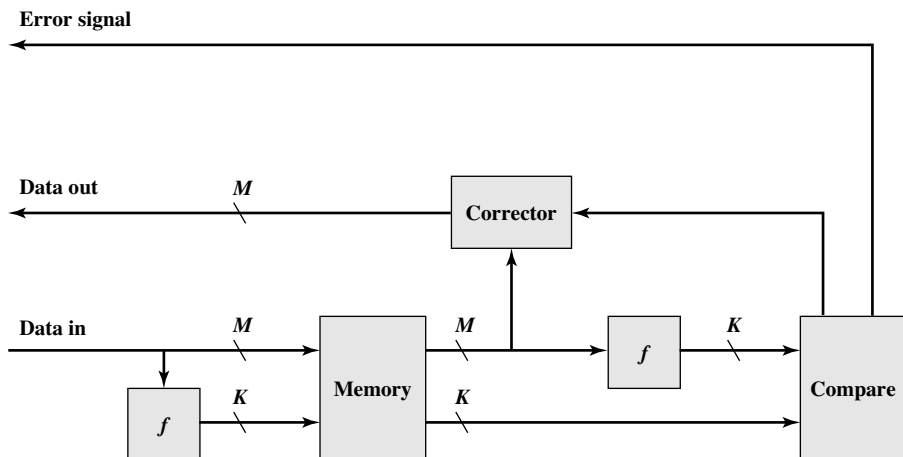 Error signal
Data out
M
Corrector
Data in
M
M
K
f
Memory
Compare
K
K
f